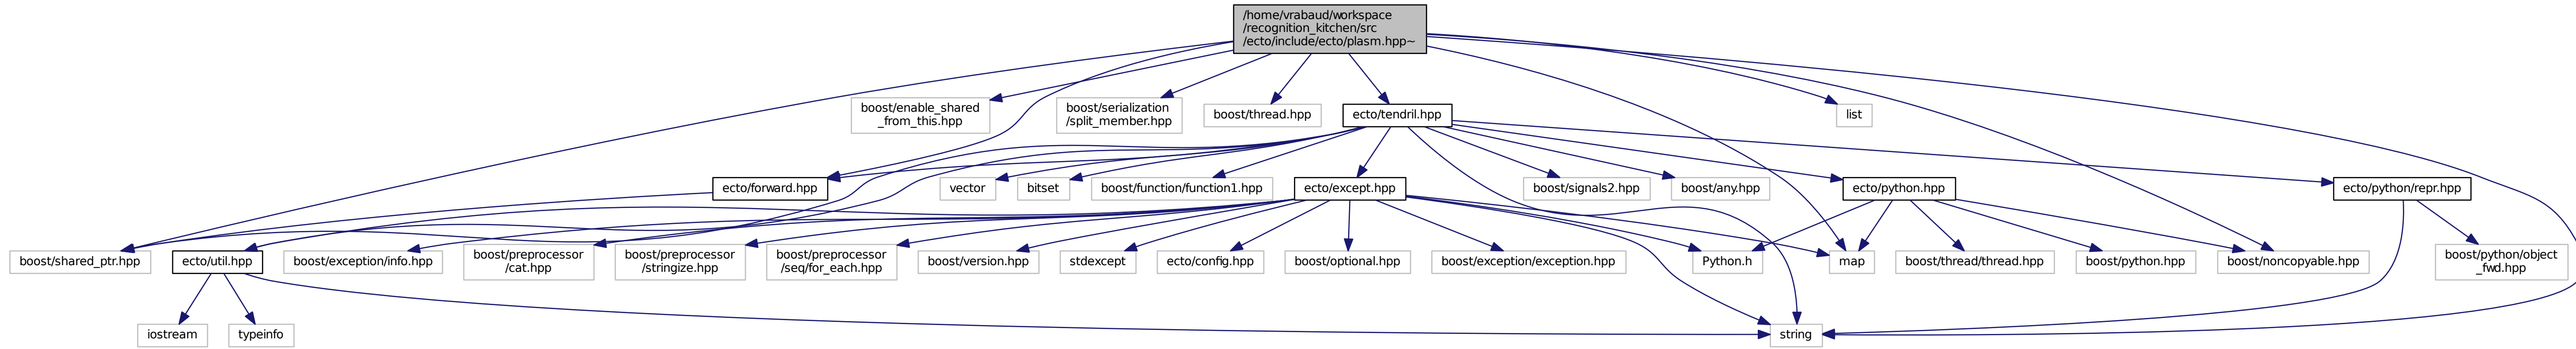 /home/vrabaud/workspace
/recognition_kitchen/src
/ecto/include/ecto/plasm.hpp~
boost/enable_shared
_from_this.hpp
boost/serialization
/split_member.hpp
boost/thread.hpp
ecto/tendril.hpp
list
ecto/forward.hpp
vector
bitset
boost/function/function1.hpp
ecto/except.hpp
boost/signals2.hpp
boost/any.hpp
ecto/python.hpp
ecto/python/repr.hpp
boost/shared_ptr.hpp
ecto/util.hpp
boost/exception/info.hpp
boost/preprocessor
/cat.hpp
boost/preprocessor
/stringize.hpp
boost/preprocessor
/seq/for_each.hpp
boost/version.hpp
stdexcept
ecto/config.hpp
boost/optional.hpp
boost/exception/exception.hpp
Python.h
map
boost/thread/thread.hpp
boost/python.hpp
boost/noncopyable.hpp
boost/python/object
_fwd.hpp
iostream
typeinfo
string